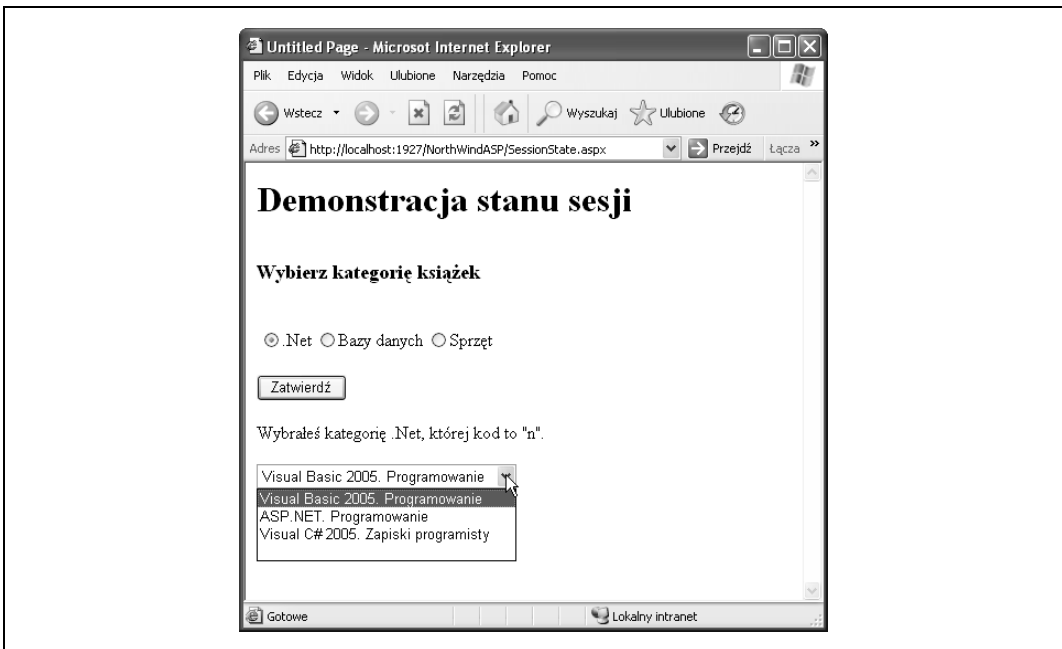 Untitled Page - Microsot Internet Explorer
Plik Edycja Widok Ulubione Narzędzia Pomoc
Wstecz Wyszukaj Ulubione
Adres http://localhost:1927/NorthWindASP/SessionState.aspx Przejdź Łącza »
Demonstracja stanu sesji
Wybierz kategorię książek
.Net Bazy danych Sprzęt
Zatwierdź
Wybrałeś kategorię .Net, której kod to "n".
Visual Basic 2005. Programowanie
Visual Basic 2005. Programowanie
ASP.NET. Programowanie
Visual C# 2005. Zapiski programisty
Gotowe Lokalny intranet